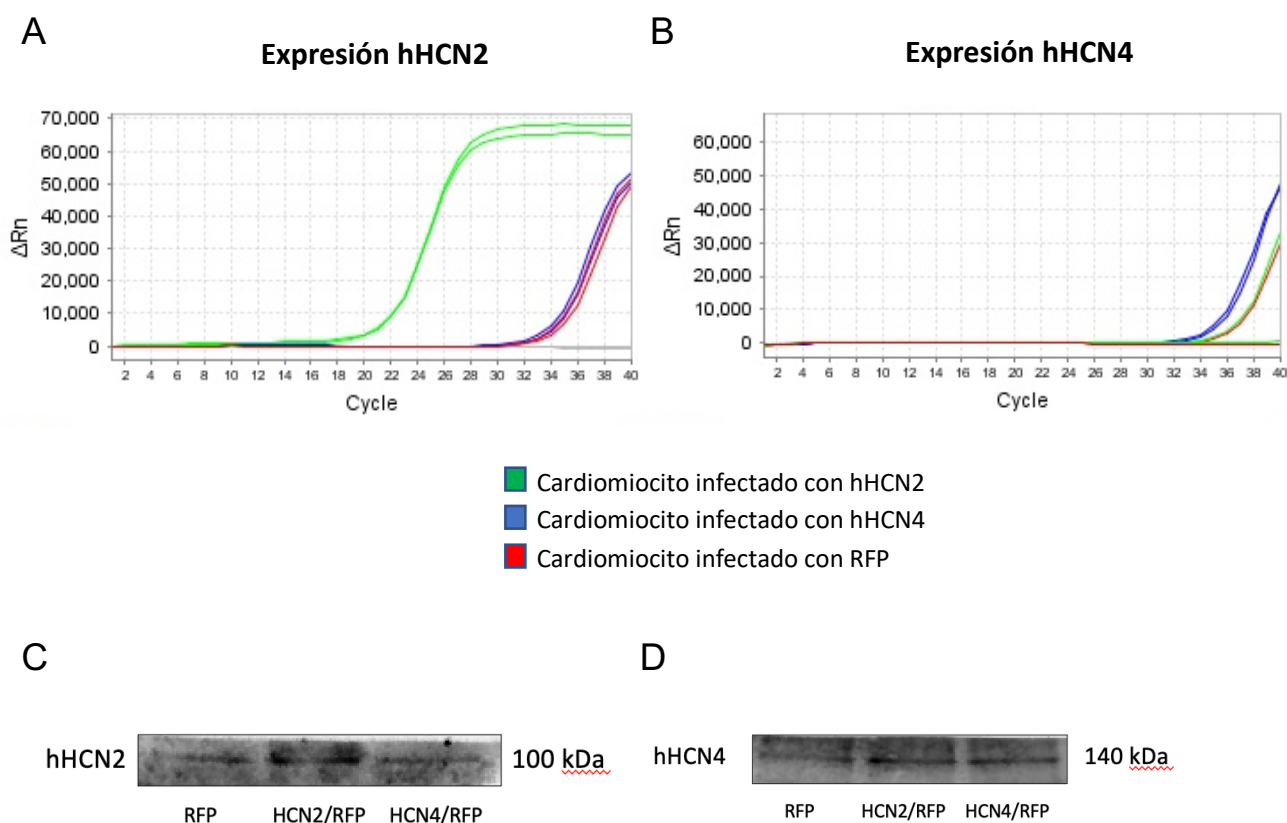 A
Expresión hHCN2
70,000
60,000
50,000
40,000
30,000
20,000
10,000
0
ΔRn
2 4 6 8 10 12 14 16 18 20 22 24 26 28 30 32 34 36 38 40
Cycle
B
Expresión hHCN4
60,000
50,000
40,000
30,000
20,000
10,000
0
ΔRn
2 4 6 8 10 12 14 16 18 20 22 24 26 28 30 32 34 36 38 40
Cycle
Cardiomiocito infectado con hHCN2
Cardiomiocito infectado con hHCN4
Cardiomiocito infectado con RFP
C
hHCN2
100 kDa
RFP HCN2/RFP HCN4/RFP
D
hHCN4
140 kDa
RFP HCN2/RFP HCN4/RFP